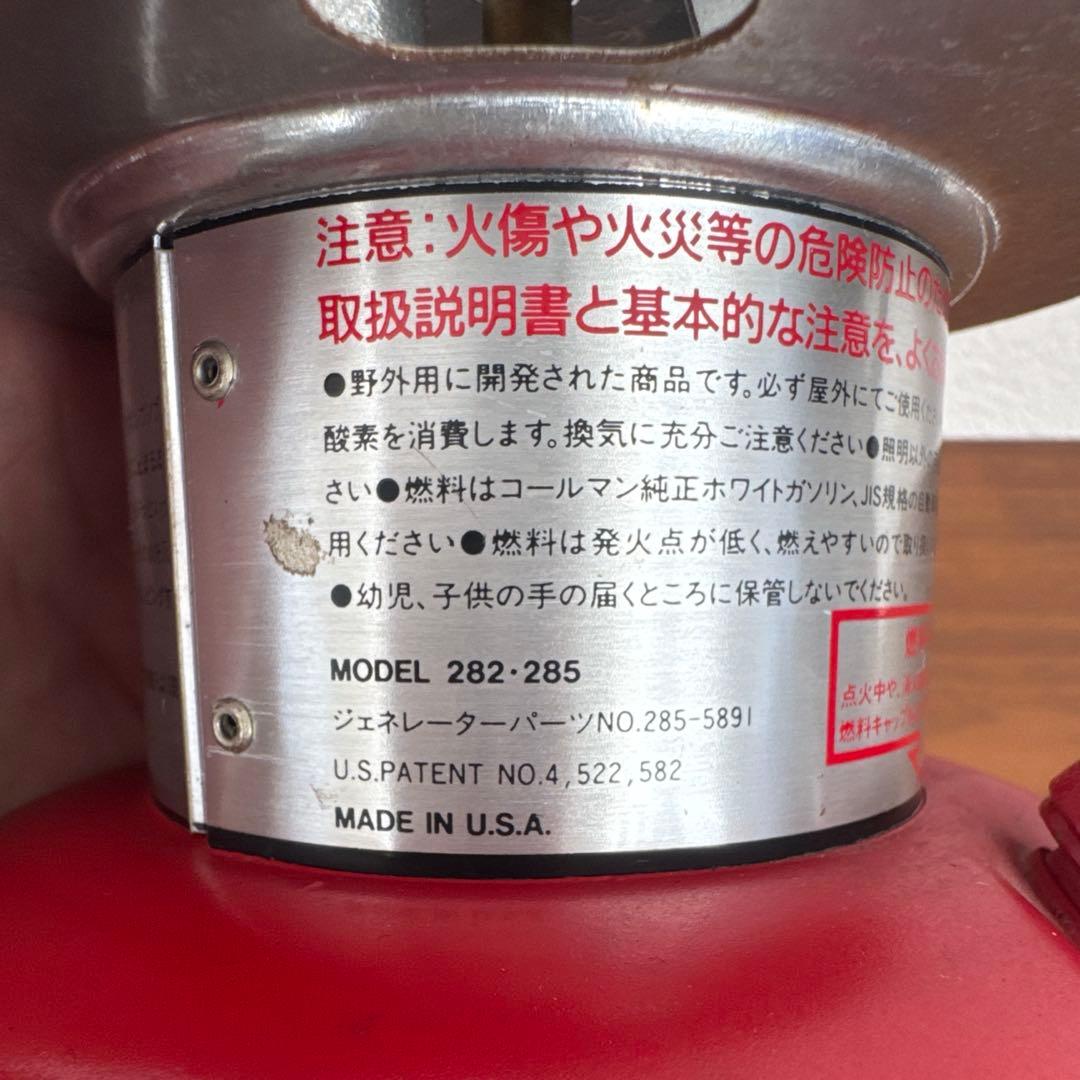 注意:火傷や火災等の危険防止の
取扱説明書と基本的な注意を、よく
●野外用に開発された商品です。必ず屋外にてご使用くださ
酸素を消費します。換気に充分ご注意ください●照明以外の
さい●燃料はコールマン純正ホワイトガソリン、JIS規格の自動
用ください●燃料は発火点が低く、燃えやすいので取り扱
●幼児、子供の手の届くところに保管しないでください。
MODEL 282・285
ジェネレーターパーツNO.285-5891
U.S.PATENT NO.4,522,582
MADE IN U.S.A.
点火中や、
燃料キャップ